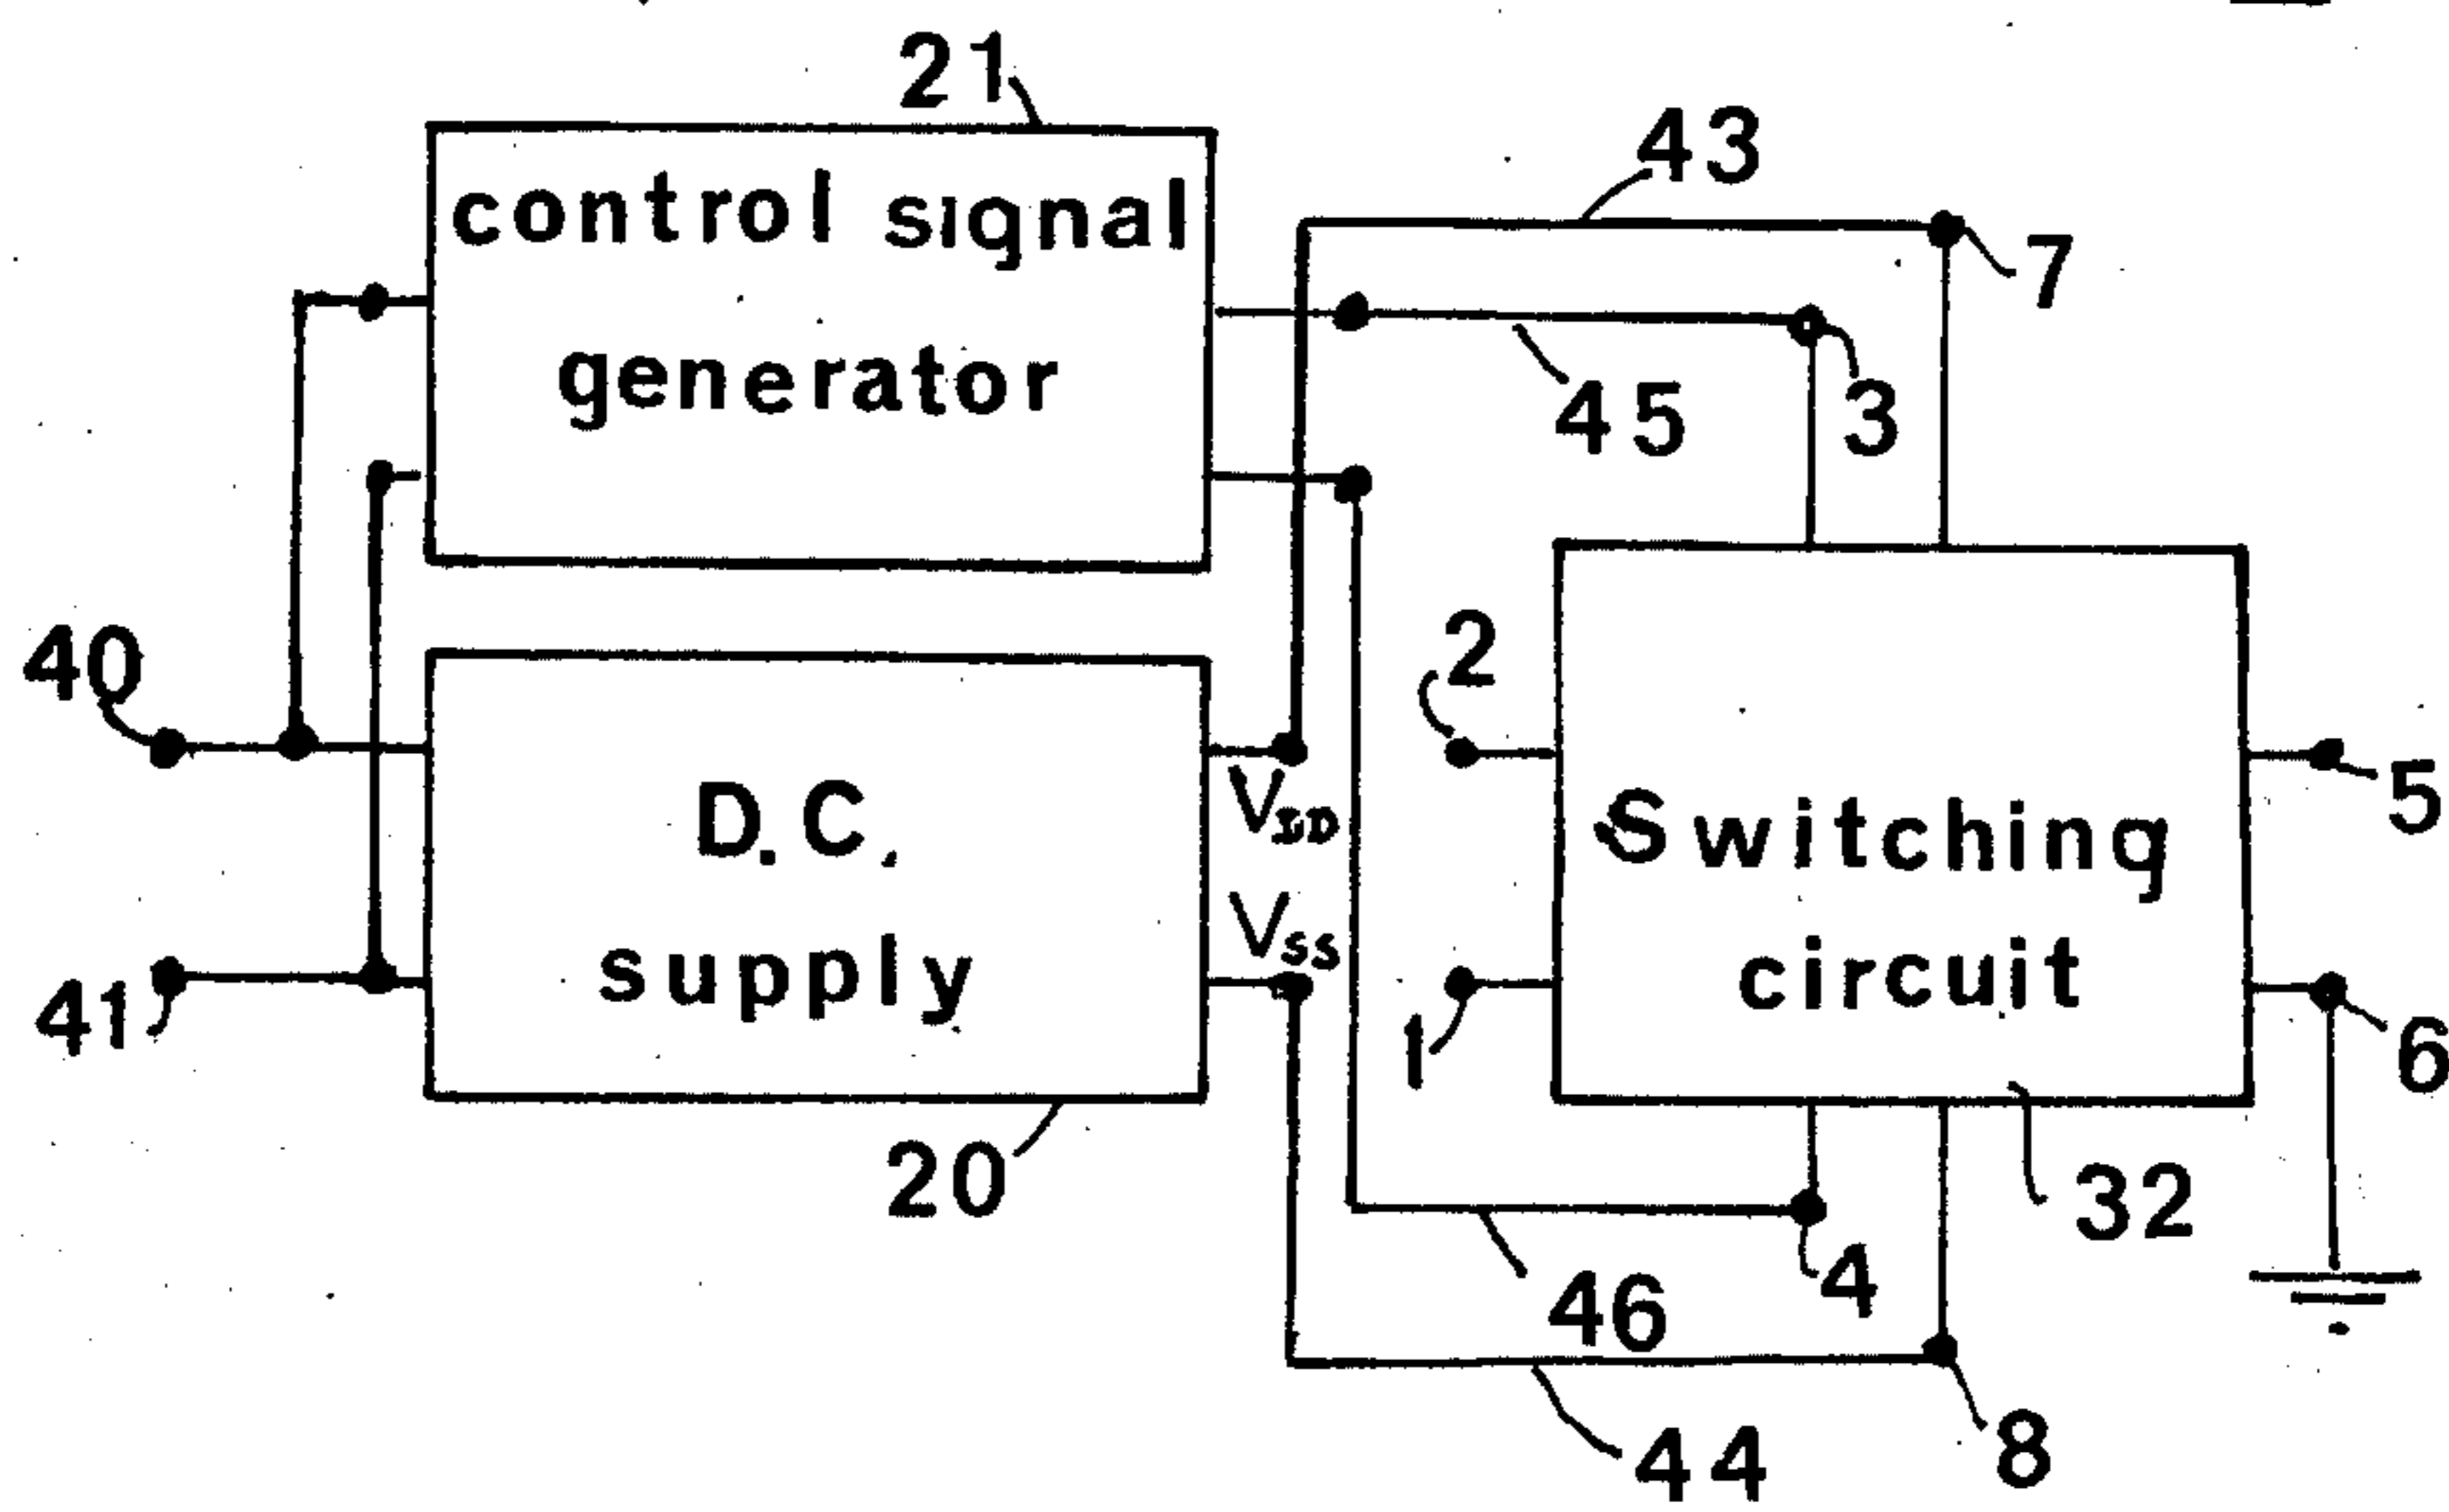 21
control signal
generator
43
7
45
3
40
2
D.C.
supply
VDD
VSS
Switching
circuit
5
41
1
6
20
32
4
46
44
8